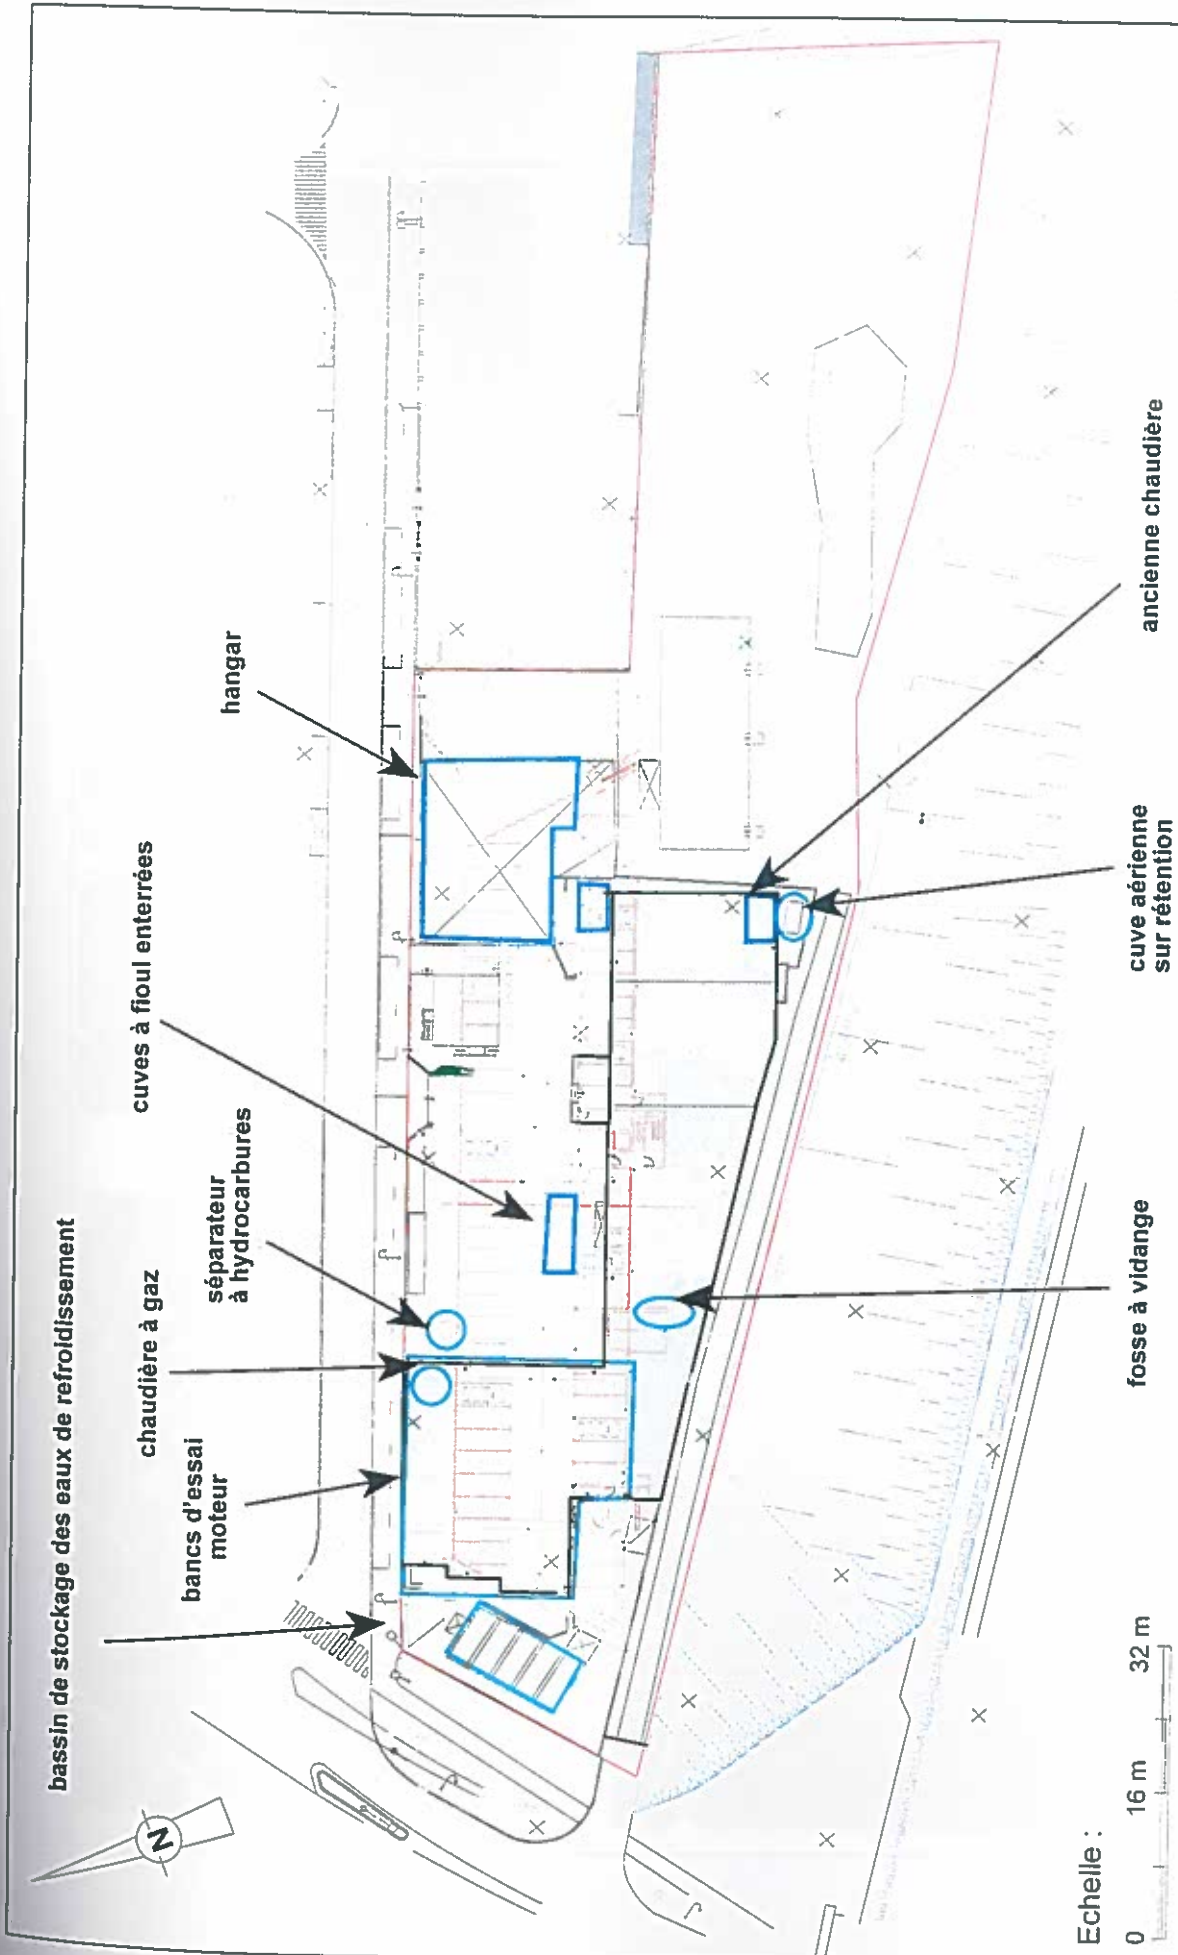 bassin de stockage des eaux de refroidissement
chaudière à gaz
bancs d'essai
moteur
séparateur
à hydrocarbures
cuves à fioul enterrées
hangar
N
fosse à vidange
cuve aérienne
sur rétention
ancienne chaudière
Echelle :
0 16 m 32 m